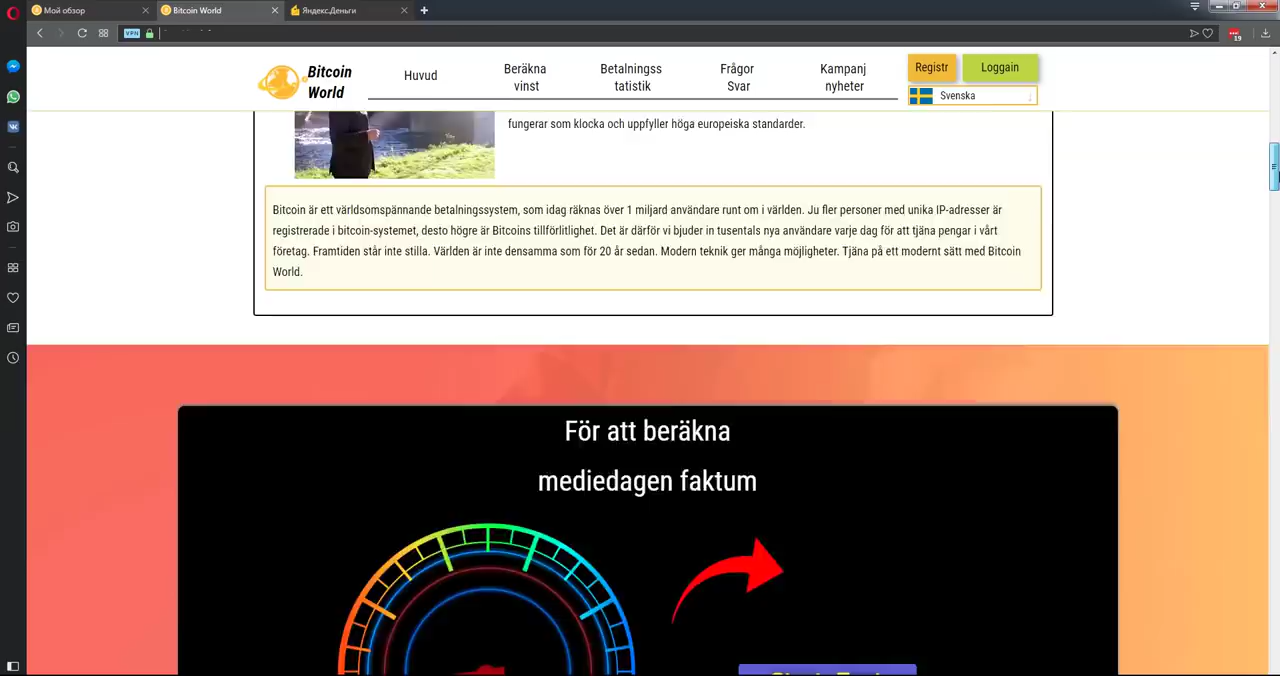 Мой обзор
Bitcoin World
Яндекс.Деньги
VPN
19
Bitcoin
World
Huvud
Beräkna
vinst
Betalningss
tatistik
Frågor
Svar
Kampanj
nyheter
Registr
Loggain
Svenska
fungerar som klocka och uppfyller höga europeiska standarder.
Bitcoin är ett världsomspännande betalningssystem, som idag räknas över 1 miljard användare runt om i världen. Ju fler personer med unika IP-adresser är
registrerade i bitcoin-systemet, desto högre är Bitcoins tillförlitlighet. Det är därför vi bjuder in tusentals nya användare varje dag för att tjäna pengar i vårt
företag. Framtiden står inte stilla. Världen är inte densamma som för 20 år sedan. Modern teknik ger många möjligheter. Tjäna på ett modernt sätt med Bitcoin
World.
För att beräkna
mediedagen faktum